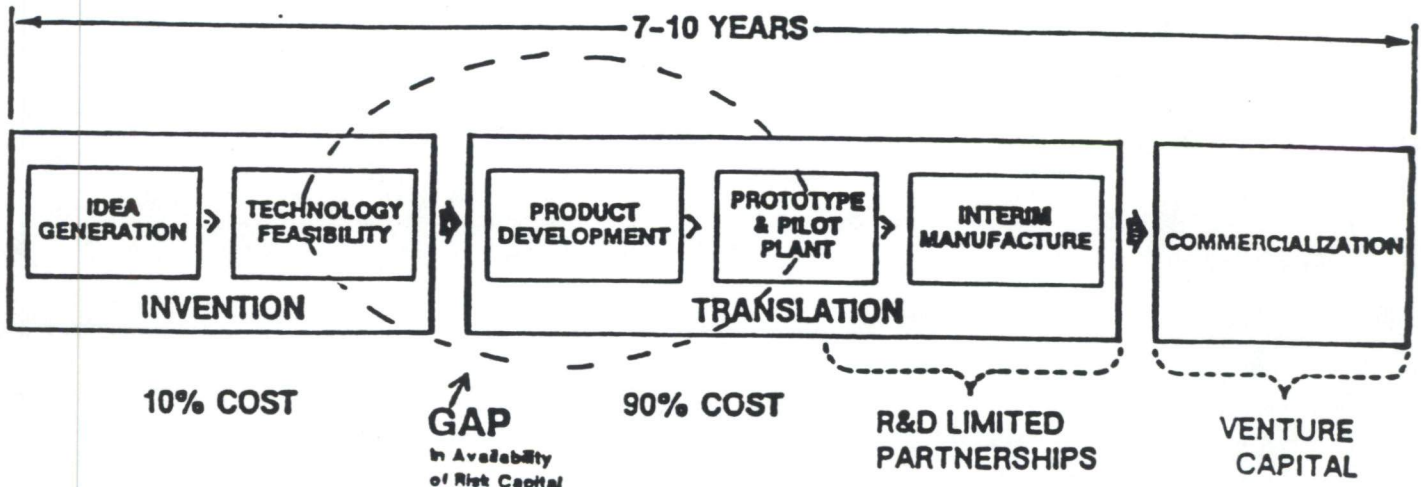 7-10 YEARS
IDEA
GENERATION
TECHNOLOGY
FEASIBILITY
INVENTION
PRODUCT
DEVELOPMENT
PROTOTYPE
& PILOT
PLANT
INTERIM
MANUFACTURE
TRANSLATION
COMMERCIALIZATION
10% COST
GAP
In Availability
of Risk Capital
90% COST
R&D LIMITED
PARTNERSHIPS
VENTURE
CAPITAL